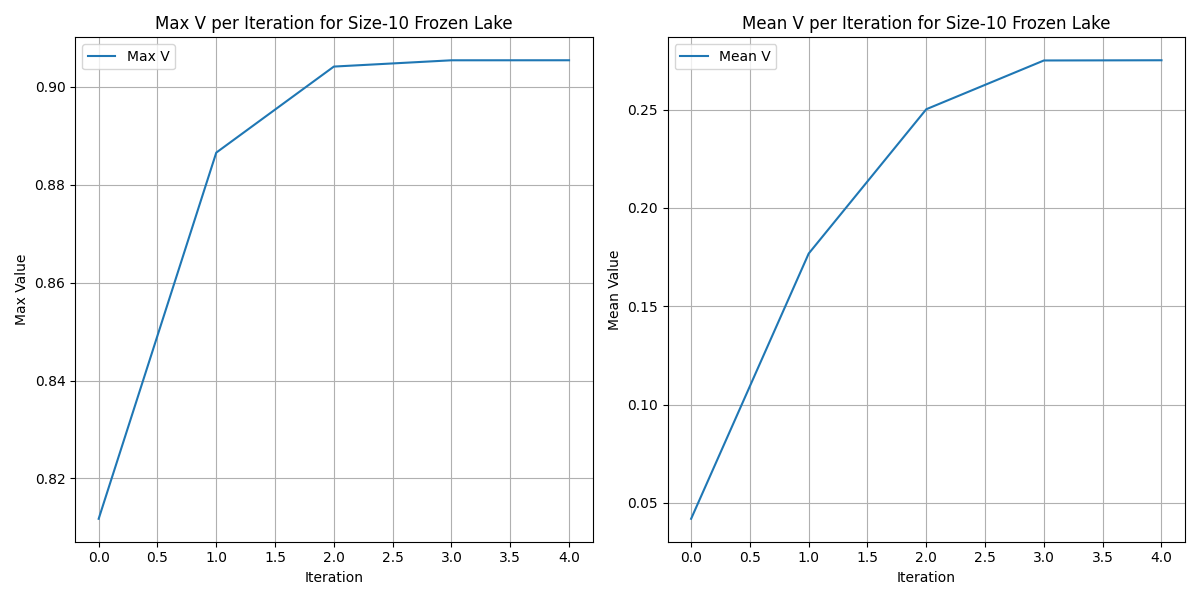 Max V per Iteration for Size-10 Frozen Lake
Max V
0.90
0.88
0.86
0.84
0.82
Max Value
0.0 0.5 1.0 1.5 2.0 2.5 3.0 3.5 4.0
Iteration
Mean V per Iteration for Size-10 Frozen Lake
Mean V
0.25
0.20
0.15
0.10
0.05
Mean Value
0.0 0.5 1.0 1.5 2.0 2.5 3.0 3.5 4.0
Iteration